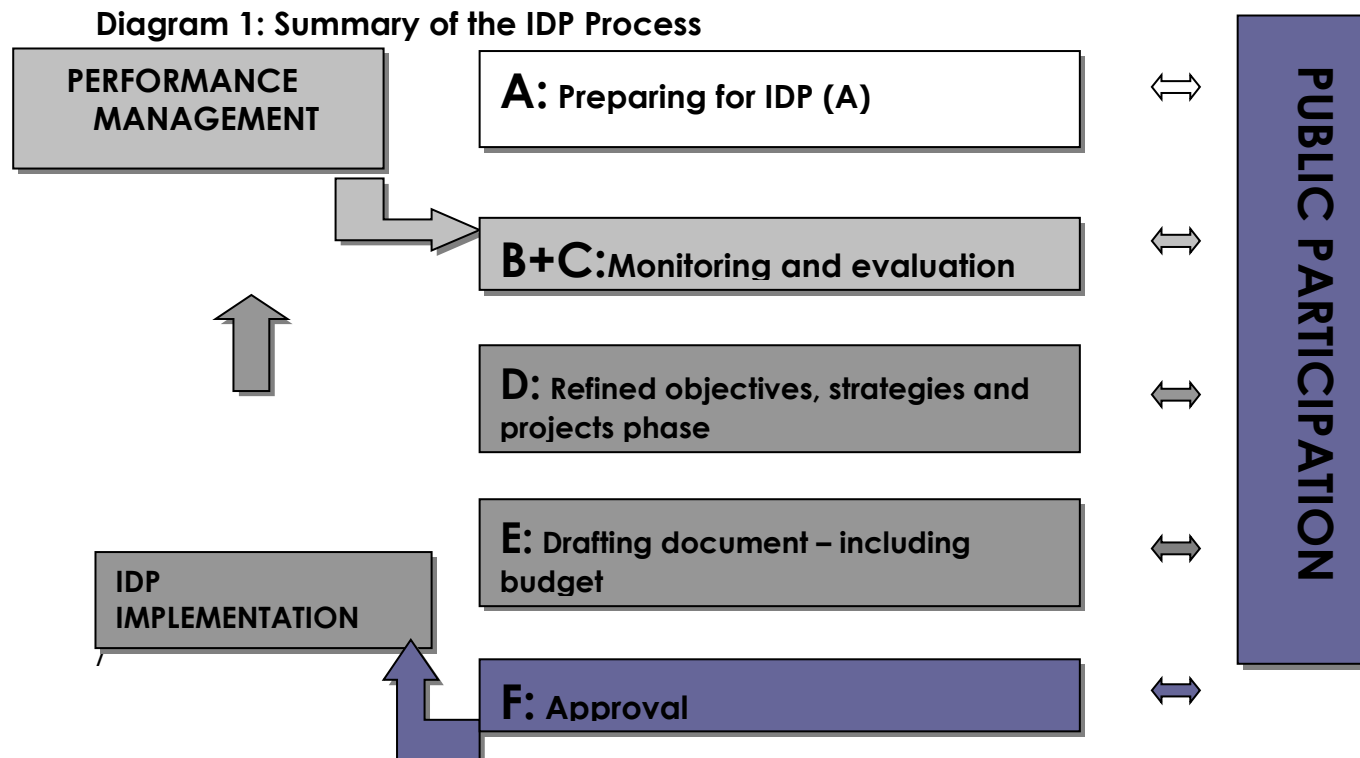 Diagram 1: Summary of the IDP Process
PERFORMANCE
MANAGEMENT
A: Preparing for IDP (A)
B+C:Monitoring and evaluation
D: Refined objectives, strategies and
projects phase
E: Drafting document – including
budget
IDP
IMPLEMENTATION
/
F: Approval
PUBLIC PARTICIPATION